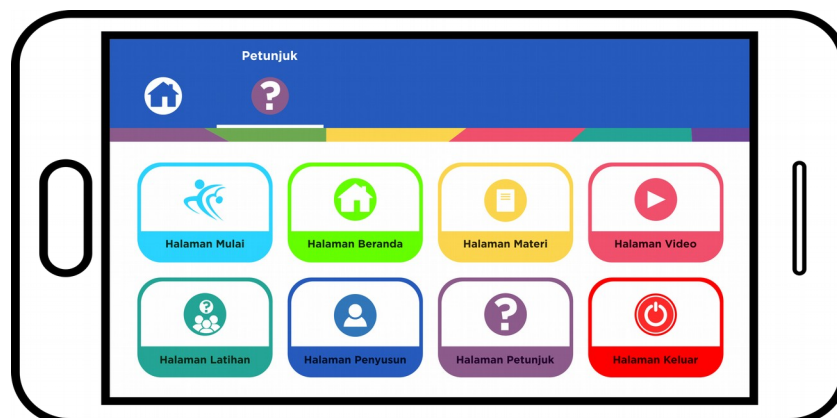 Petunjuk
?
Halaman Mulai
Halaman Beranda
Halaman Materi
Halaman Video
?
Halaman Latihan
Halaman Penyusun
?
Halaman Petunjuk
Halaman Keluar